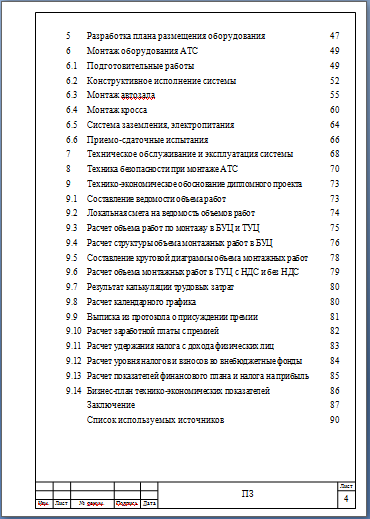 5 Разработка плана размещения оборудования 47
6 Монтаж оборудования АТС 49
6.1 Подготовительные работы 49
6.2 Конструктивное исполнение системы 52
6.3 Монтаж автозала 55
6.4 Монтаж кросса 60
6.5 Система заземления, электропитания 64
6.6 Приемо-сдаточные испытания 66
7 Техническое обслуживание и эксплуатация системы 68
8 Техника безопасности при монтаже АТС 70
9 Технико-экономическое обоснование дипломного проекта 73
9.1 Составление ведомости объема работ 73
9.2 Локальная смета на ведомость объемов работ 74
9.3 Расчет объема работ по монтажу в БУЦ и ТУЦ 75
9.4 Расчет структуры объема монтажных работ в БУЦ 76
9.5 Составление круговой диаграммы объема монтажных работ 78
9.6 Расчет объема монтажных работ в ТУЦ с НДС и без НДС 79
9.7 Результат калькуляции трудовых затрат 80
9.8 Расчет календарного графика 80
9.9 Выписка из протокола о присуждении премии 81
9.10 Расчет заработной платы с премией 82
9.11 Расчет удержания налога с дохода физических лиц 83
9.12 Расчет уровня налогов и взносов во внебюджетные фонды 84
9.13 Расчет показателей финансового плана и налога на прибыль 85
9.14 Бизнес-план технико-экономических показателей 86
Заключение 87
Список используемых источников 90
ПЗ
Лист
4
Изм. Лист № докум. Подпись Дата